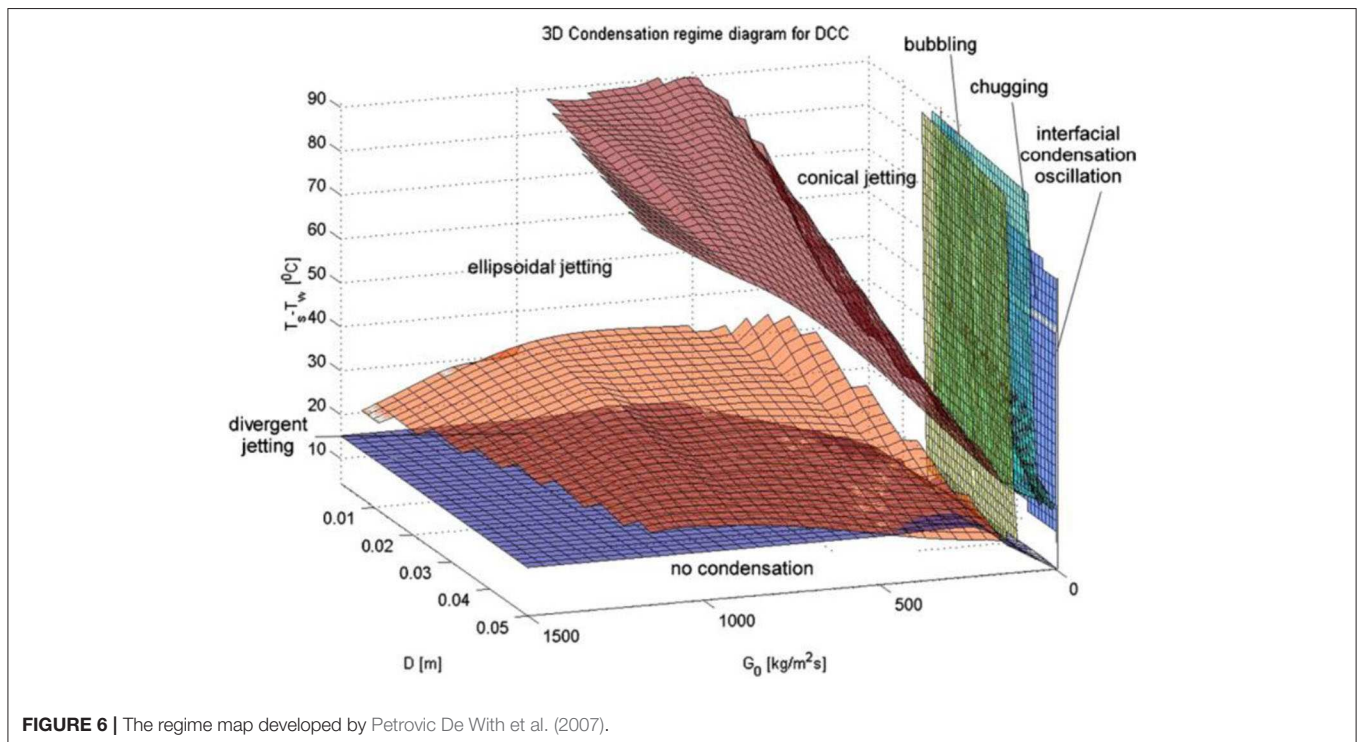 3D Condensation regime diagram for DCC
bubbling
chugging
interfacial
condensation
oscillation
conical jetting
ellipsoidal jetting
divergent
jetting
no condensation
90
80
70
60
50
40
30
20
10
T_s-T_w [⁰C]
0.01
0.02
0.03
0.04
0.05
D [m]
1500
1000
500
0
G₀ [kg/m²s]
FIGURE 6 | The regime map developed by Petrovic De With et al. (2007).